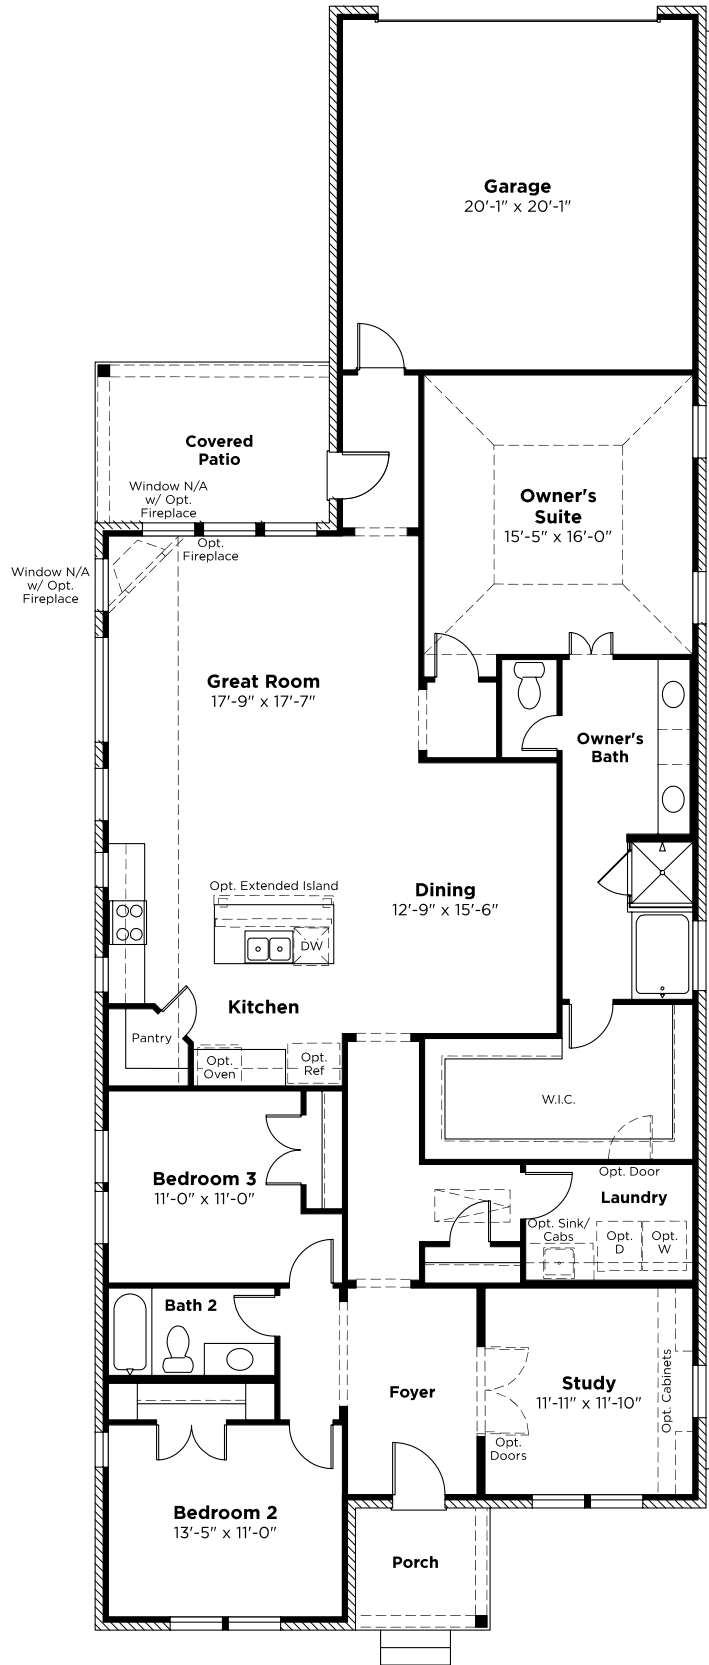 Garage
20'-1" x 20'-1"
Covered
Patio
Window N/A
w/ Opt.
Fireplace
Owner's
Suite
15'-5" x 16'-0"
Opt.
Fireplace
Window N/A
w/ Opt.
Fireplace
Great Room
17'-9" x 17'-7"
Owner's
Bath
Opt. Extended Island
Dining
12'-9" x 15'-6"
DW
Kitchen
Pantry
Opt.
Oven
Opt.
Ref
W.I.C.
Bedroom 3
11'-0" x 11'-0"
Opt. Door
Laundry
Opt. Sink/
Cabs
Opt.
D
Opt.
W
Bath 2
Foyer
Study
11'-11" x 11'-10"
Opt. cabinets
Opt.
Doors
Bedroom 2
13'-5" x 11'-0"
Porch